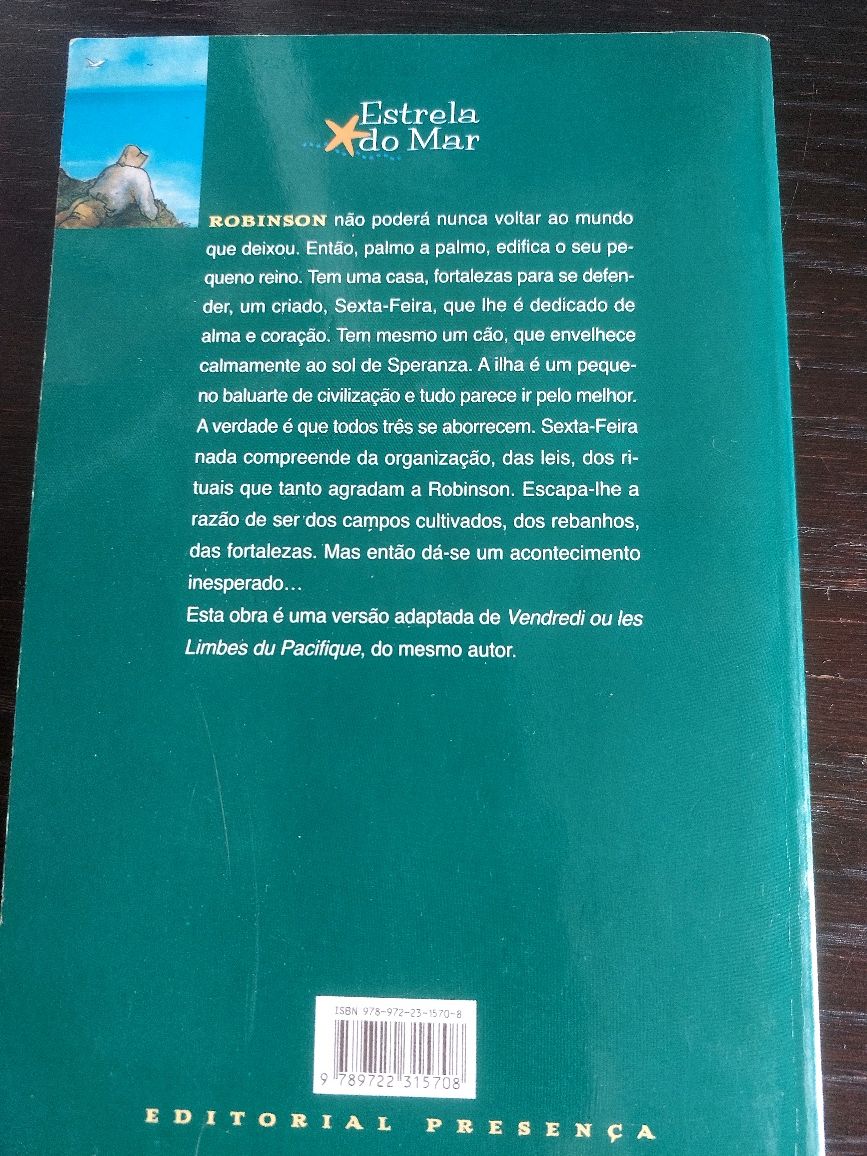 Estrela
do Mar
ROBINSON não poderá nunca voltar ao mundo
que deixou. Então, palmo a palmo, edifica o seu pe-
queno reino. Tem uma casa, fortalezas para se defen-
der, um criado, Sexta-Feira, que lhe é dedicado de
alma e coração. Tem mesmo um cão, que envelhece
calmamente ao sol de Speranza. A ilha é um peque-
no baluarte de civilização e tudo parece ir pelo melhor.
A verdade é que todos três se aborrecem. Sexta-Feira
nada compreende da organização, das leis, dos ri-
tuais que tanto agradam a Robinson. Escapa-lhe a
razão de ser dos campos cultivados, dos rebanhos,
das fortalezas. Mas então dá-se um acontecimento
inesperado...
Esta obra é uma versão adaptada de Vendredi ou les
Limbes du Pacifique, do mesmo autor.
ISBN 978-972-23-1570-8
9 789722 315708
EDITORIAL PRESENÇA